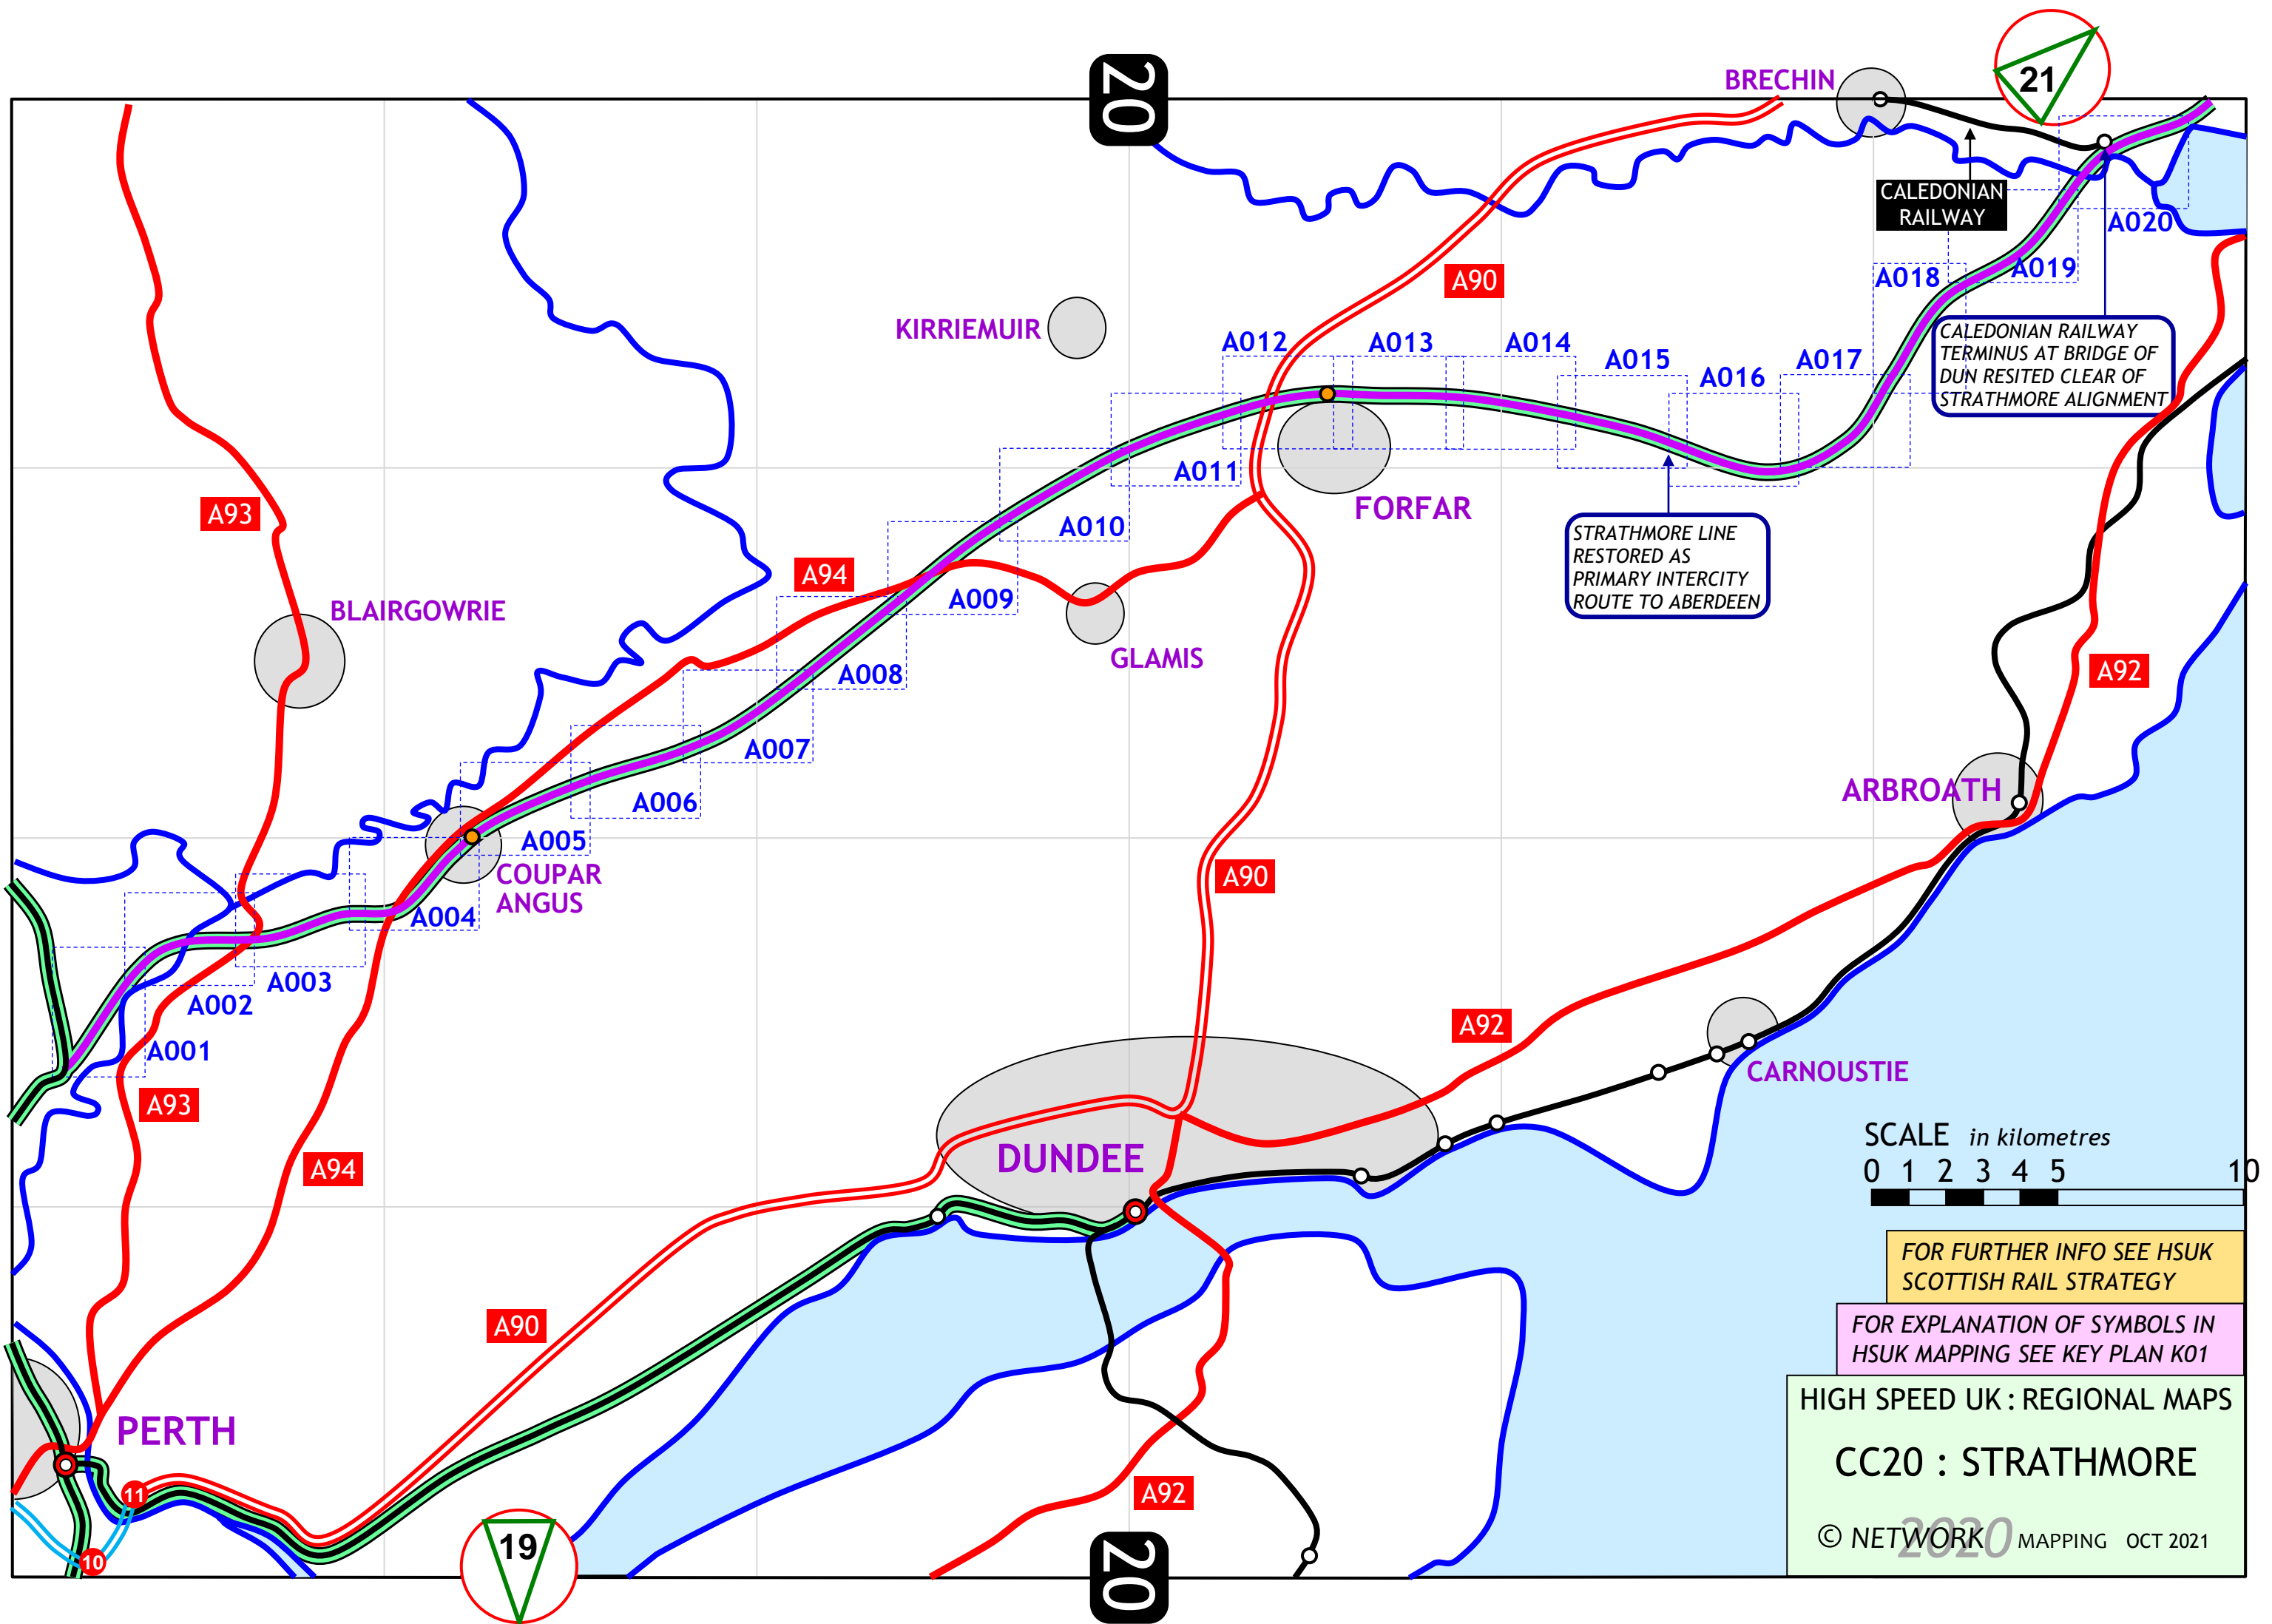 20
21
BRECHIN
CALEDONIAN
RAILWAY
A020
A90
A018
A019
KIRRIEMUIR
CALEDONIAN RAILWAY
TERMINUS AT BRIDGE OF
DUN RESITED CLEAR OF
STRATHMORE ALIGNMENT
A012
A013
A014
A015
A016
A017
A011
A93
FORFAR
A010
STRATHMORE LINE
RESTORED AS
PRIMARY INTERCITY
ROUTE TO ABERDEEN
A94
A009
BLAIRGOWRIE
GLAMIS
A008
A92
A007
A006
ARBROATH
A005
COUPAR
ANGUS
A90
A004
A003
A002
A001
A92
CARNOUSTIE
A93
SCALE in kilometres
0 1 2 3 4 5 10
DUNDEE
A94
FOR FURTHER INFO SEE HSUK
SCOTTISH RAIL STRATEGY
A90
FOR EXPLANATION OF SYMBOLS IN
HSUK MAPPING SEE KEY PLAN K01
HIGH SPEED UK : REGIONAL MAPS
PERTH
CC20 : STRATHMORE
11
A92
19
2020
© NETWORK MAPPING OCT 2021
10
20